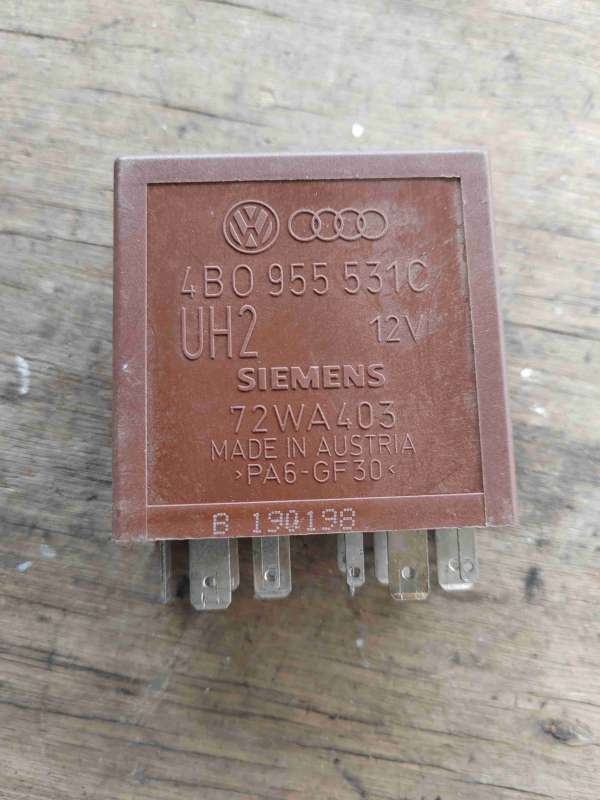 4B0 955 531C
UH2 12V
SIEMENS
72WA403
MADE IN AUSTRIA
>PA6-GF30<
B 190198